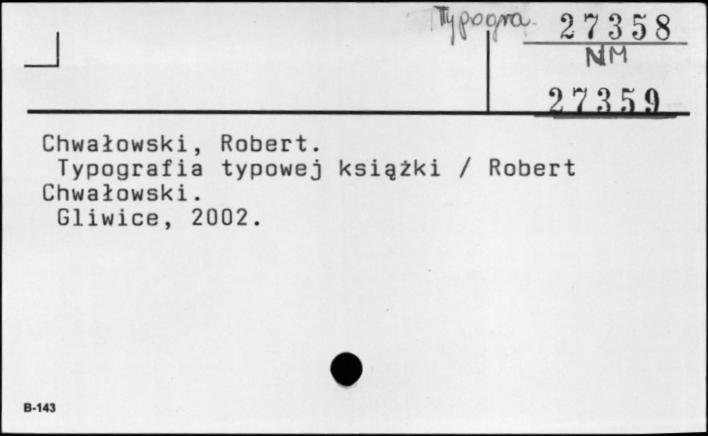 Typogra. 27358
NM
27359
Chwałowski, Robert.
Typografia typowej książki / Robert
Chwałowski.
Gliwice, 2002.
B-143